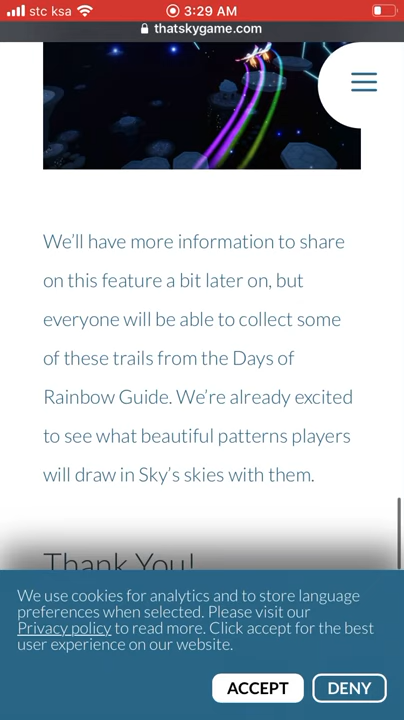 stc ksa 3:29 AM
thatskygame.com
We'll have more information to share
on this feature a bit later on, but
everyone will be able to collect some
of these trails from the Days of
Rainbow Guide. We're already excited
to see what beautiful patterns players
will draw in Sky's skies with them.
Thank You!
We use cookies for analytics and to store language
preferences when selected. Please visit our
Privacy policy to read more. Click accept for the best
user experience on our website.
ACCEPT DENY